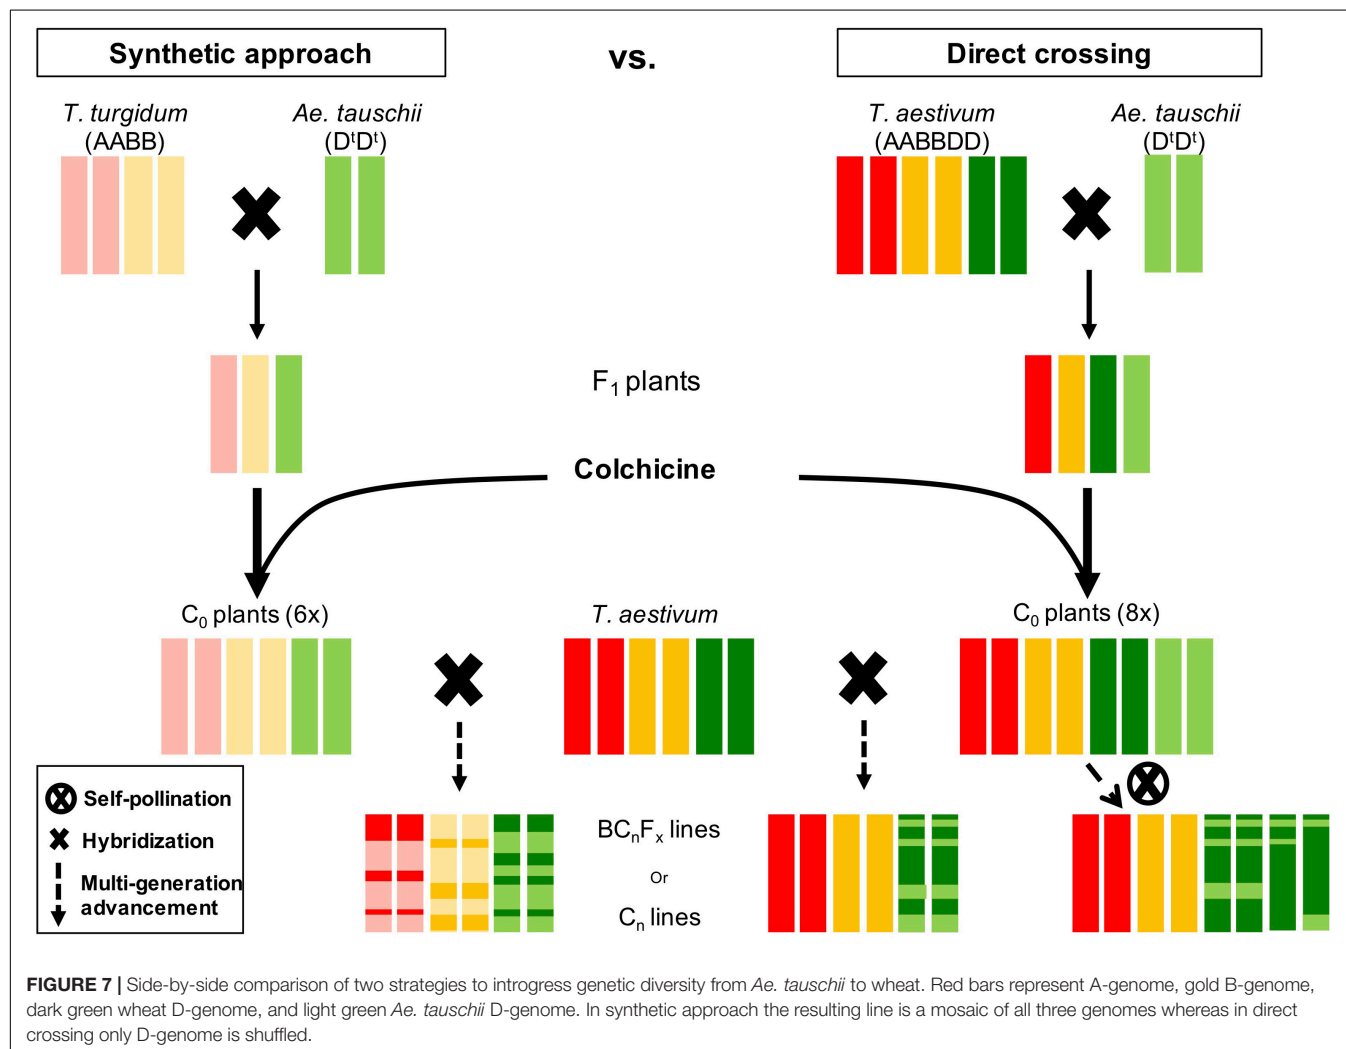 Synthetic approach
vs.
Direct crossing
T. turgidum
(AABB)
Ae. tauschii
(DᵗDᵗ)
T. aestivum
(AABBDD)
Ae. tauschii
(DᵗDᵗ)
F₁ plants
Colchicine
C₀ plants (6x)
T. aestivum
C₀ plants (8x)
Self-pollination
Hybridization
Multi-generation
advancement
BCₙFₓ lines
Or
Cₙ lines
FIGURE 7 | Side-by-side comparison of two strategies to introgress genetic diversity from Ae. tauschii to wheat. Red bars represent A-genome, gold B-genome,
dark green wheat D-genome, and light green Ae. tauschii D-genome. In synthetic approach the resulting line is a mosaic of all three genomes whereas in direct
crossing only D-genome is shuffled.